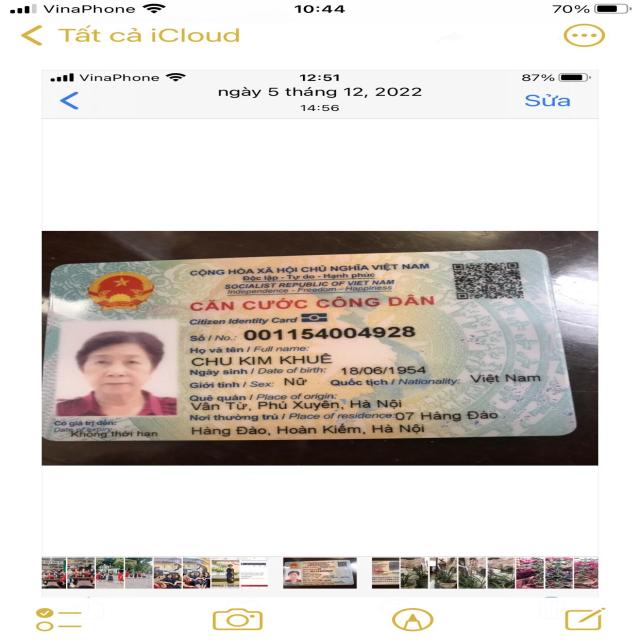 VinaPhone 10:44 70%
Tất cả iCloud
VinaPhone 12:51 87%
ngày 5 tháng 12, 2022
14:56
Sửa
CỘNG HÒA XÃ HỘI CHỦ NGHĨA VIỆT NAM
Độc lập - Tự do - Hạnh phúc
SOCIALIST REPUBLIC OF VIET NAM
Independence - Freedom - Happiness
CĂN CƯỚC CÔNG DÂN
Citizen Identity Card
Số / No.: 001154004928
Họ và tên / Full name:
CHU KIM KHUÊ
Ngày sinh / Date of birth: 18/06/1954
Giới tính / Sex: Nữ Quốc tịch / Nationality: Việt Nam
Quê quán / Place of origin:
Vân Từ, Phú Xuyên, Hà Nội
Nơi thường trú / Place of residence: 07 Hàng Đào
Hàng Đào, Hoàn Kiếm, Hà Nội
Có giá trị đến:
Date of expiry
Không thời hạn